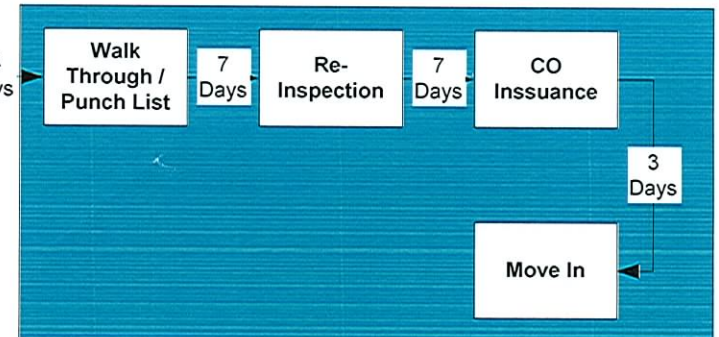 Walk
Through /
Punch List
7
Days
Re-
Inspection
7
Days
CO
Inssuance
3
Days
Move In